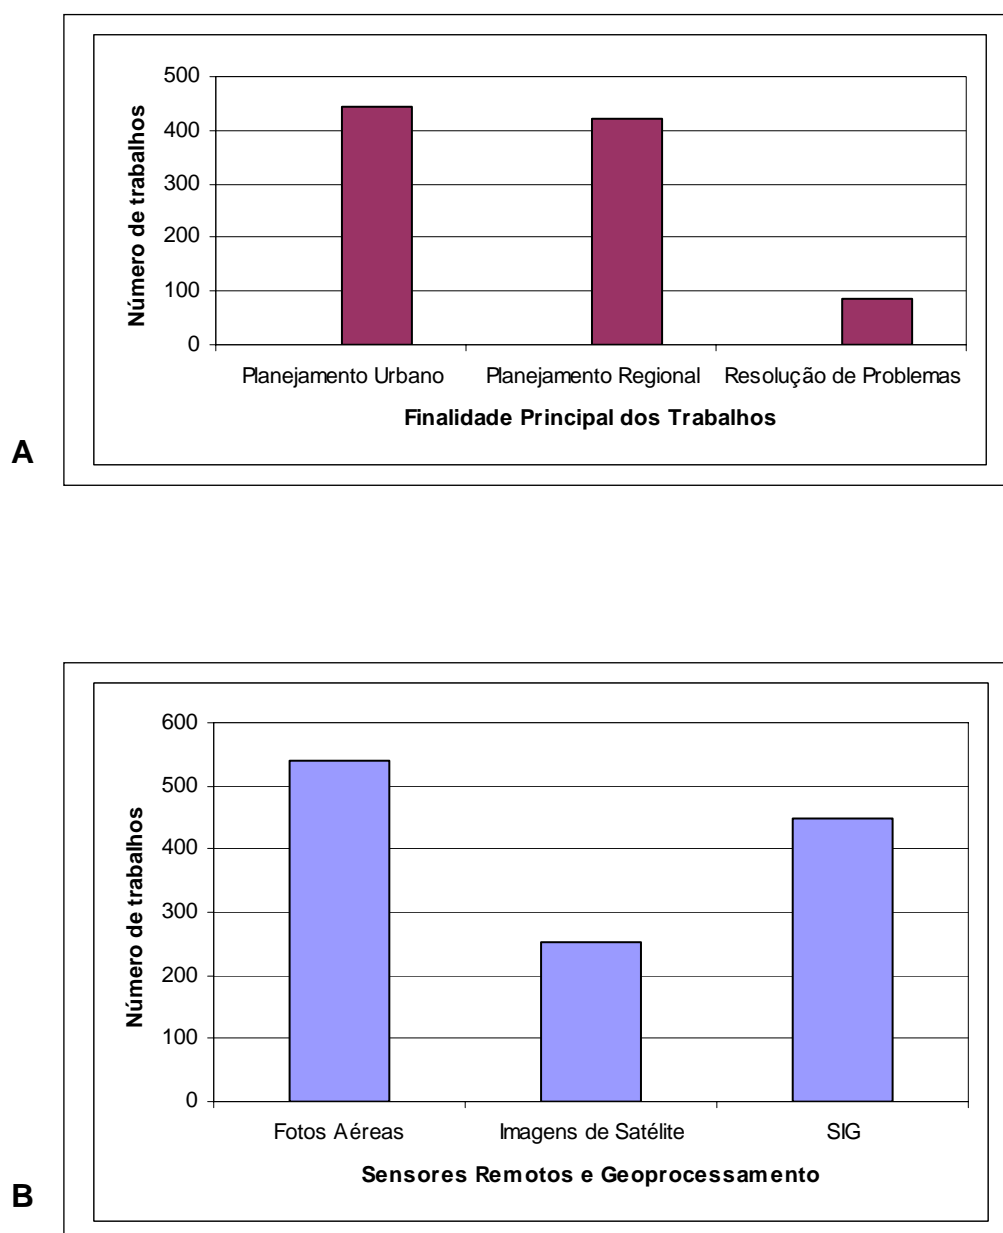 500
400
300
200
100
0
Número de trabalhos
Planejamento Urbano Planejamento Regional Resolução de Problemas
Finalidade Principal dos Trabalhos
A
600
500
400
300
200
100
0
Número de trabalhos
Fotos Aéreas Imagens de Satélite SIG
Sensores Remotos e Geoprocessamento
B